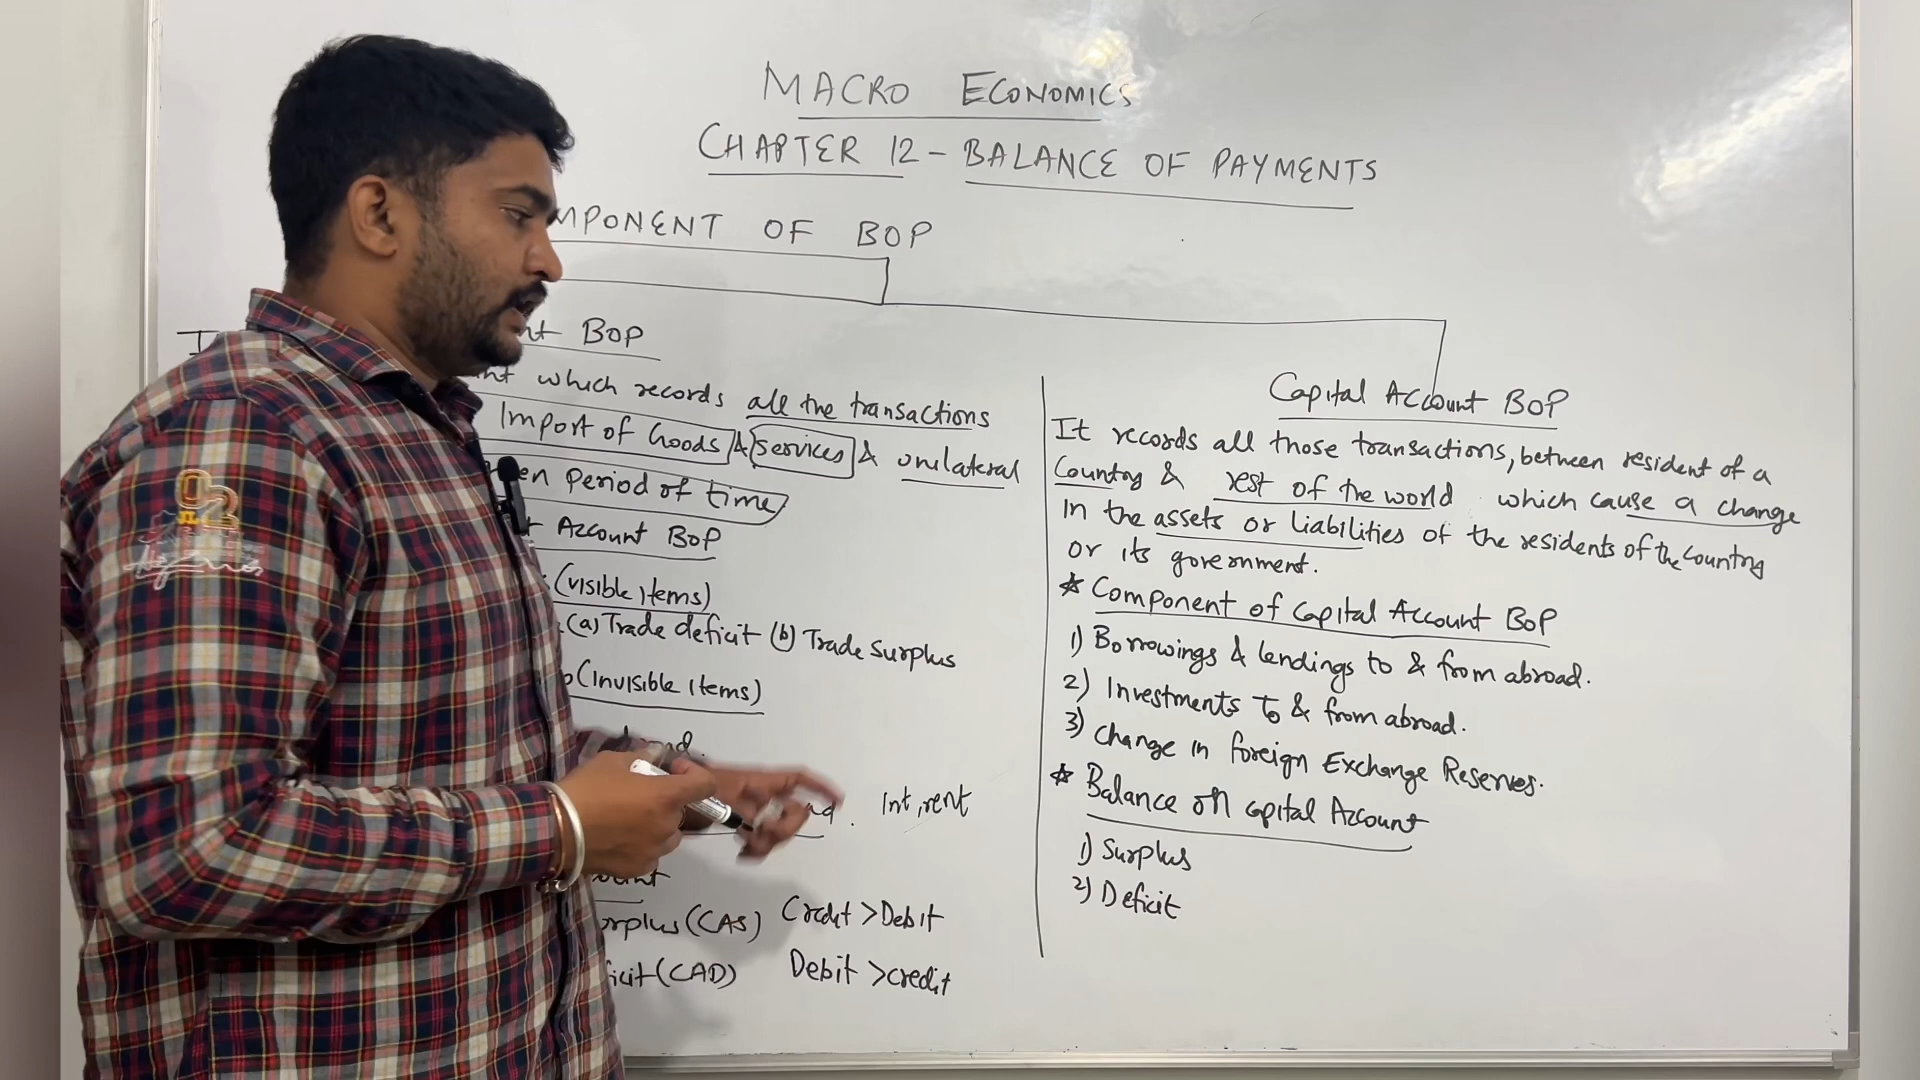 MACRO ECONOMICS
CHAPTER 12 - BALANCE OF PAYMENTS
MPONENT OF BOP
nt BOP
which records all the transactions
Import of Goods & Services & unilateral
en Period of time
Account BOP
(visible items)
(a) Trade deficit (b) Trade surplus
(Invisible Items)
Int, rent
ount
rplus (CAS) Credit > Debit
icit (CAD) Debit > credit
Capital Account BOP
It records all those transactions, between resident of a
Country & rest of the world which cause a change
In the assets or liabilities of the residents of the country
or its government.
* Component of Capital Account BOP
1) Borrowings & lendings to & from abroad.
2) Investments to & from abroad.
3) Change in foreign Exchange Reserves.
* Balance on capital Account
1) Surplus
2) Deficit
02